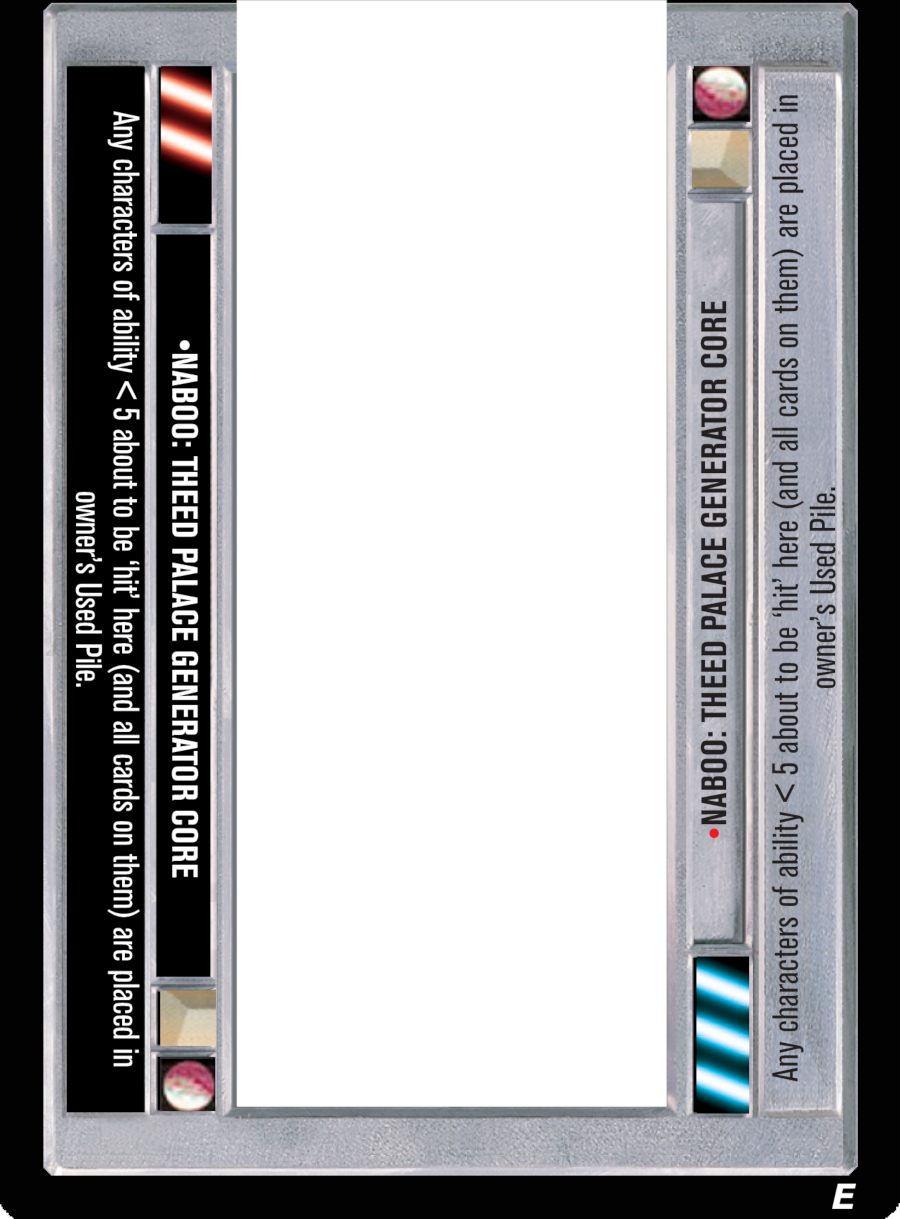 •NABOO: THEED PALACE GENERATOR CORE
Any characters of ability < 5 about to be ‘hit’ here (and all cards on them) are placed in
owner’s Used Pile.
•NABOO: THEED PALACE GENERATOR CORE
Any characters of ability < 5 about to be ‘hit’ here (and all cards on them) are placed in
owner’s Used Pile.
E